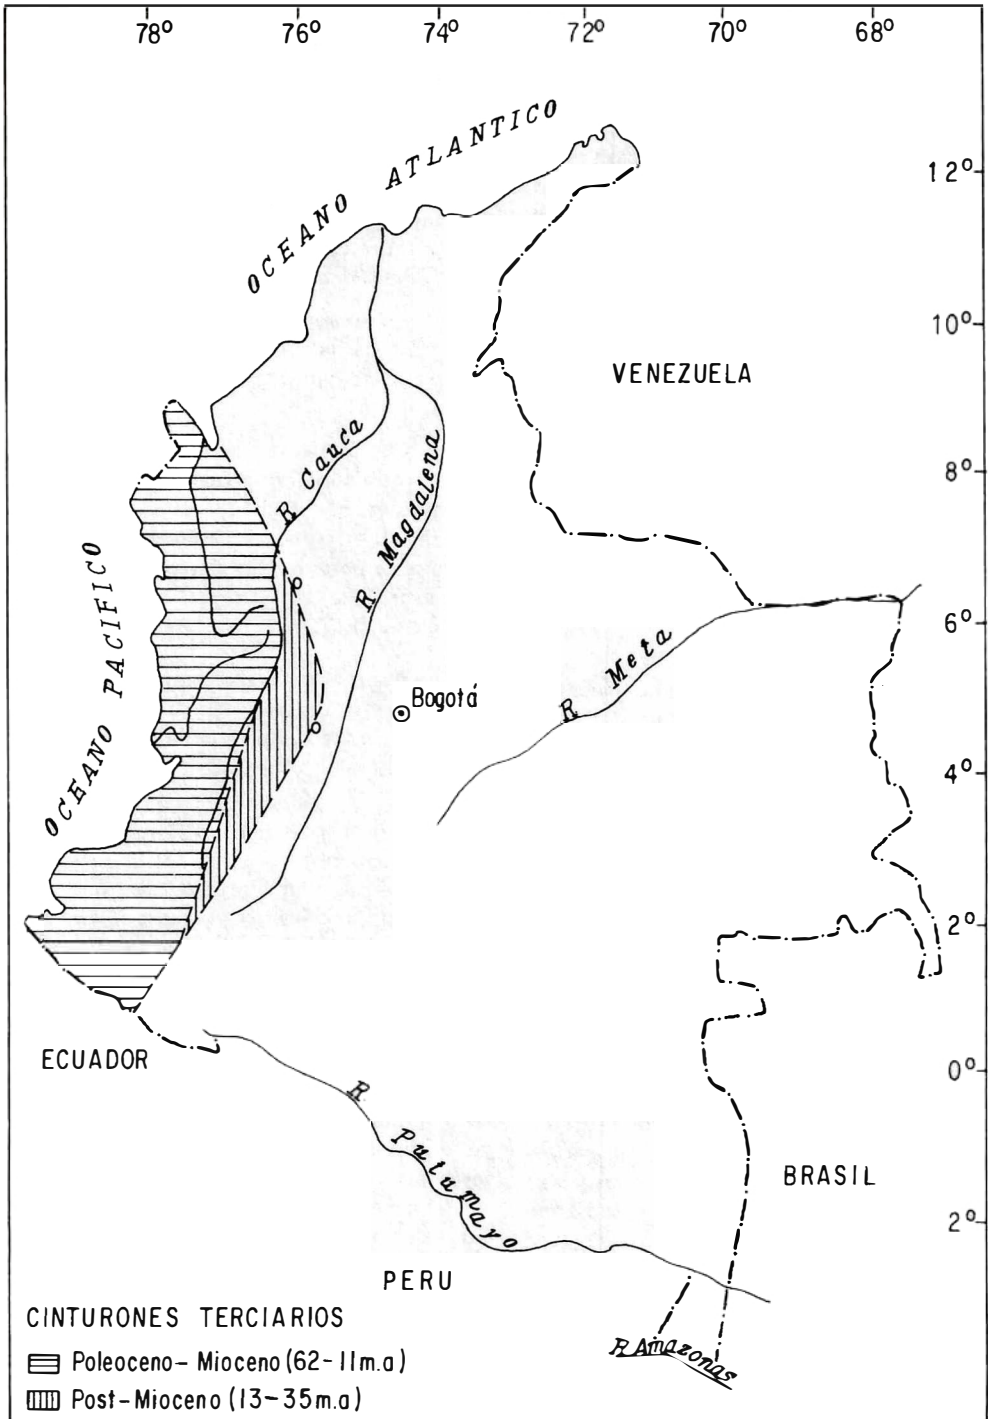 78° 76° 74° 72° 70° 68°
OCEANO ATLANTICO
12°
10°
VENEZUELA
R. Cauca
R. Magdalena
8°
OCEANO PACIFICO
6°
R. Meta
Bogotá
4°
2°
ECUADOR
0°
R. Putumayo
BRASIL
2°
PERU
CINTURONES TERCIARIOS
Poleoceno-Mioceno (62-11m.a)
R. Amazonas
Post-Mioceno (13-35m.a)